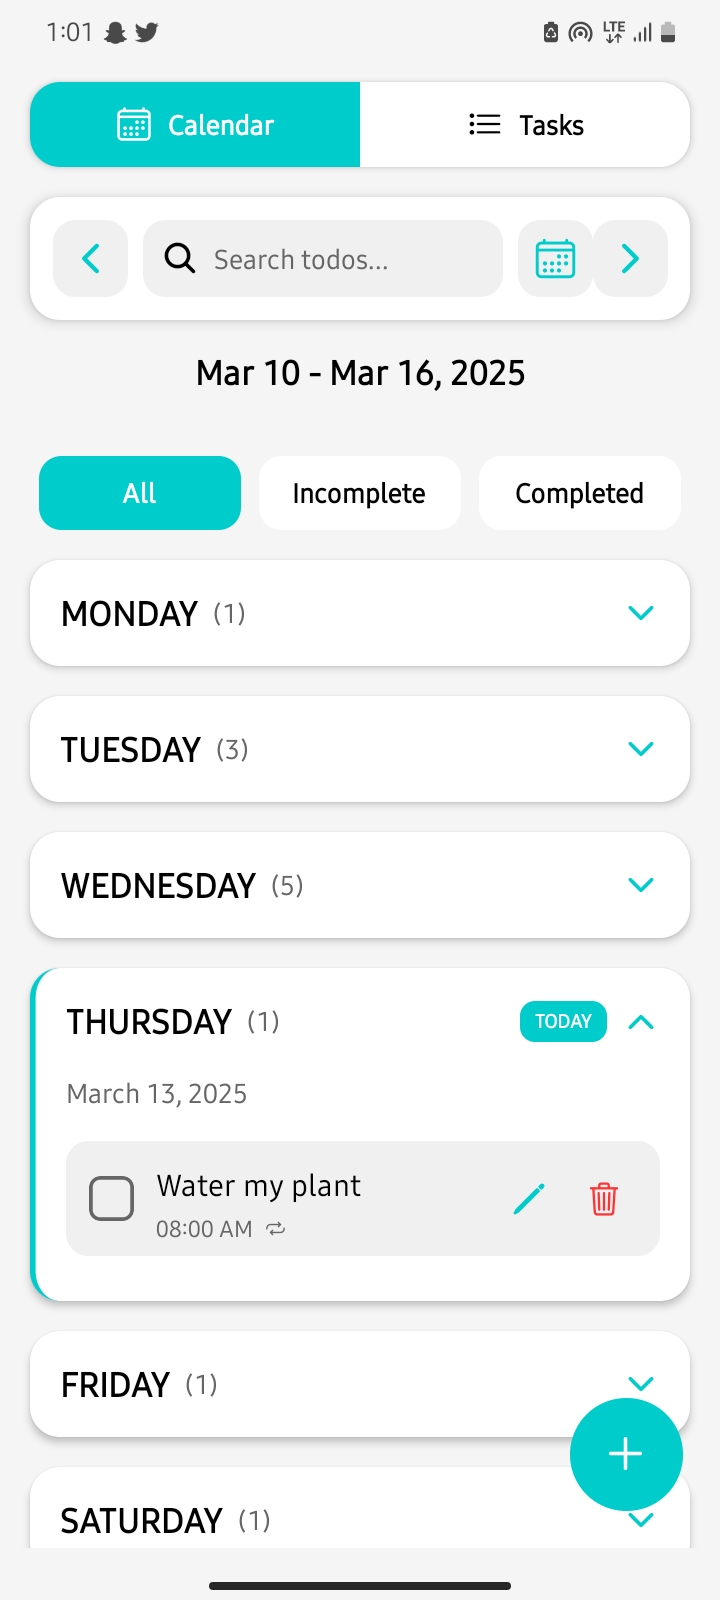 1:01 LTE
Calendar Tasks
Search todos...
Mar 10 - Mar 16, 2025
All Incomplete Completed
MONDAY (1)
TUESDAY (3)
WEDNESDAY (5)
THURSDAY (1) TODAY
March 13, 2025
Water my plant
08:00 AM
FRIDAY (1)
SATURDAY (1)